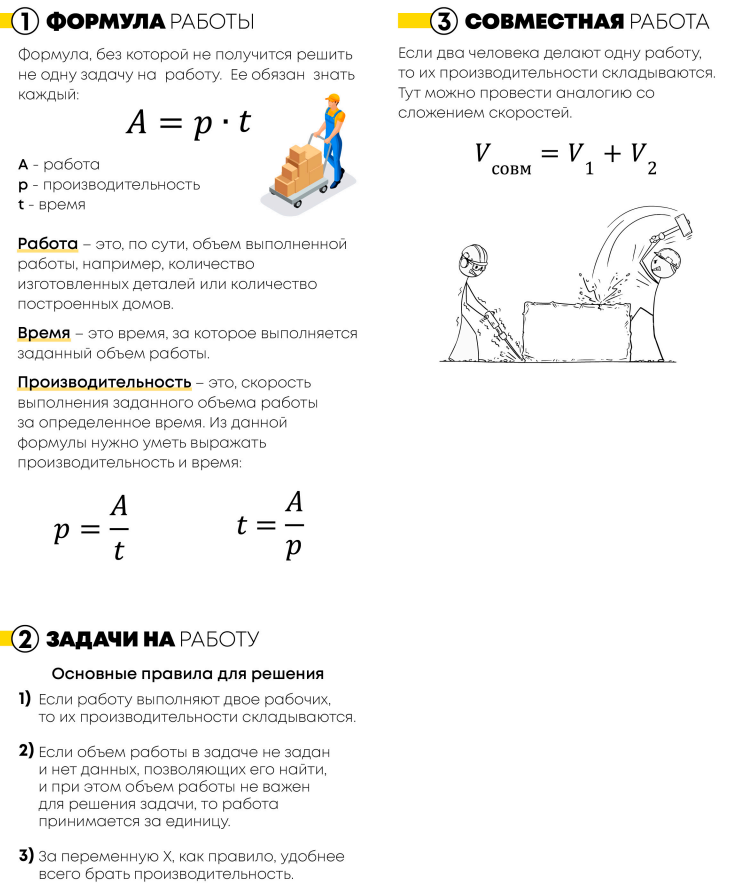 1 ФОРМУЛА РАБОТЫ
Формула, без которой не получится решить
не одну задачу на работу. Ее обязан знать
каждый:
A = p · t
A - работа
p - производительность
t - время
Работа – это, по сути, объем выполненной
работы, например, количество
изготовленных деталей или количество
построенных домов.
Время – это время, за которое выполняется
заданный объем работы.
Производительность – это, скорость
выполнения заданного объема работы
за определенное время. Из данной
формулы нужно уметь выражать
производительность и время:
p = A/t
t = A/p
2 ЗАДАЧИ НА РАБОТУ
Основные правила для решения
1) Если работу выполняют двое рабочих,
то их производительности складываются.
2) Если объем работы в задаче не задан
и нет данных, позволяющих его найти,
и при этом объем работы не важен
для решения задачи, то работа
принимается за единицу.
3) За переменную X, как правило, удобнее
всего брать производительность.
3 СОВМЕСТНАЯ РАБОТА
Если два человека делают одну работу,
то их производительности складываются.
Тут можно провести аналогию со
сложением скоростей.
V совм = V1 + V2